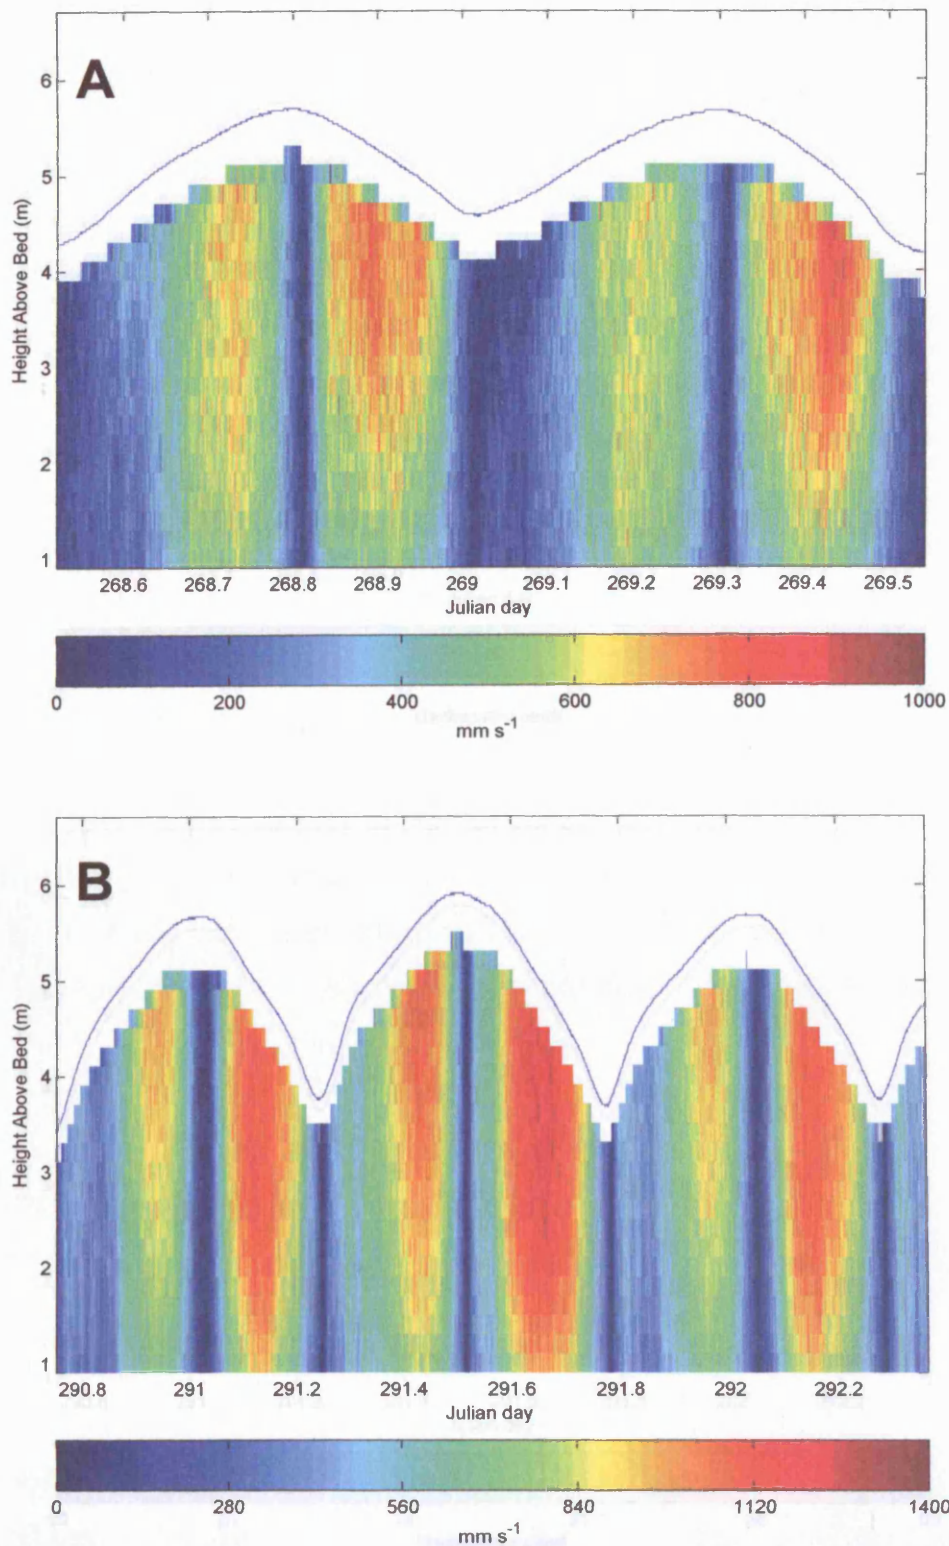 A
6
5
4
3
2
1
Height Above Bed (m)
268.6 268.7 268.8 268.9 269 269.1 269.2 269.3 269.4 269.5
Julian day
0 200 400 600 800 1000
mm s⁻¹
B
6
5
4
3
2
1
Height Above Bed (m)
290.8 291 291.2 291.4 291.6 291.8 292 292.2
Julian day
0 280 560 840 1120 1400
mm s⁻¹